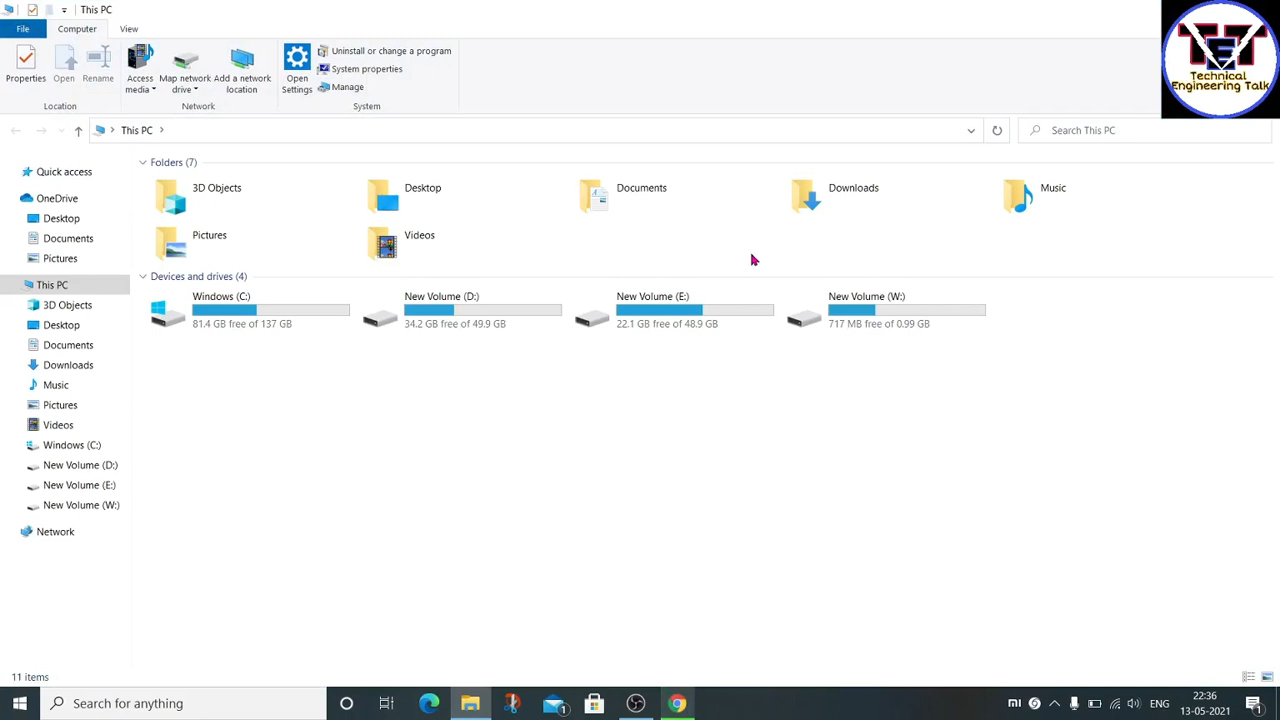 This PC
File
Computer
View
Properties
Open
Rename
Access media
Map network drive
Add a network location
Open Settings
Uninstall or change a program
System properties
Manage
Location
Network
System
TET
Technical
Engineering Talk
This PC
Search This PC
Quick access
OneDrive
Desktop
Documents
Pictures
This PC
3D Objects
Desktop
Documents
Downloads
Music
Pictures
Videos
Windows (C:)
New Volume (D:)
New Volume (E:)
New Volume (W:)
Network
Folders (7)
3D Objects
Desktop
Documents
Downloads
Music
Pictures
Videos
Devices and drives (4)
Windows (C:)
81.4 GB free of 137 GB
New Volume (D:)
34.2 GB free of 49.9 GB
New Volume (E:)
22.1 GB free of 48.9 GB
New Volume (W:)
717 MB free of 0.99 GB
11 items
Search for anything
1
mi
ENG
22:36
13-05-2021
1